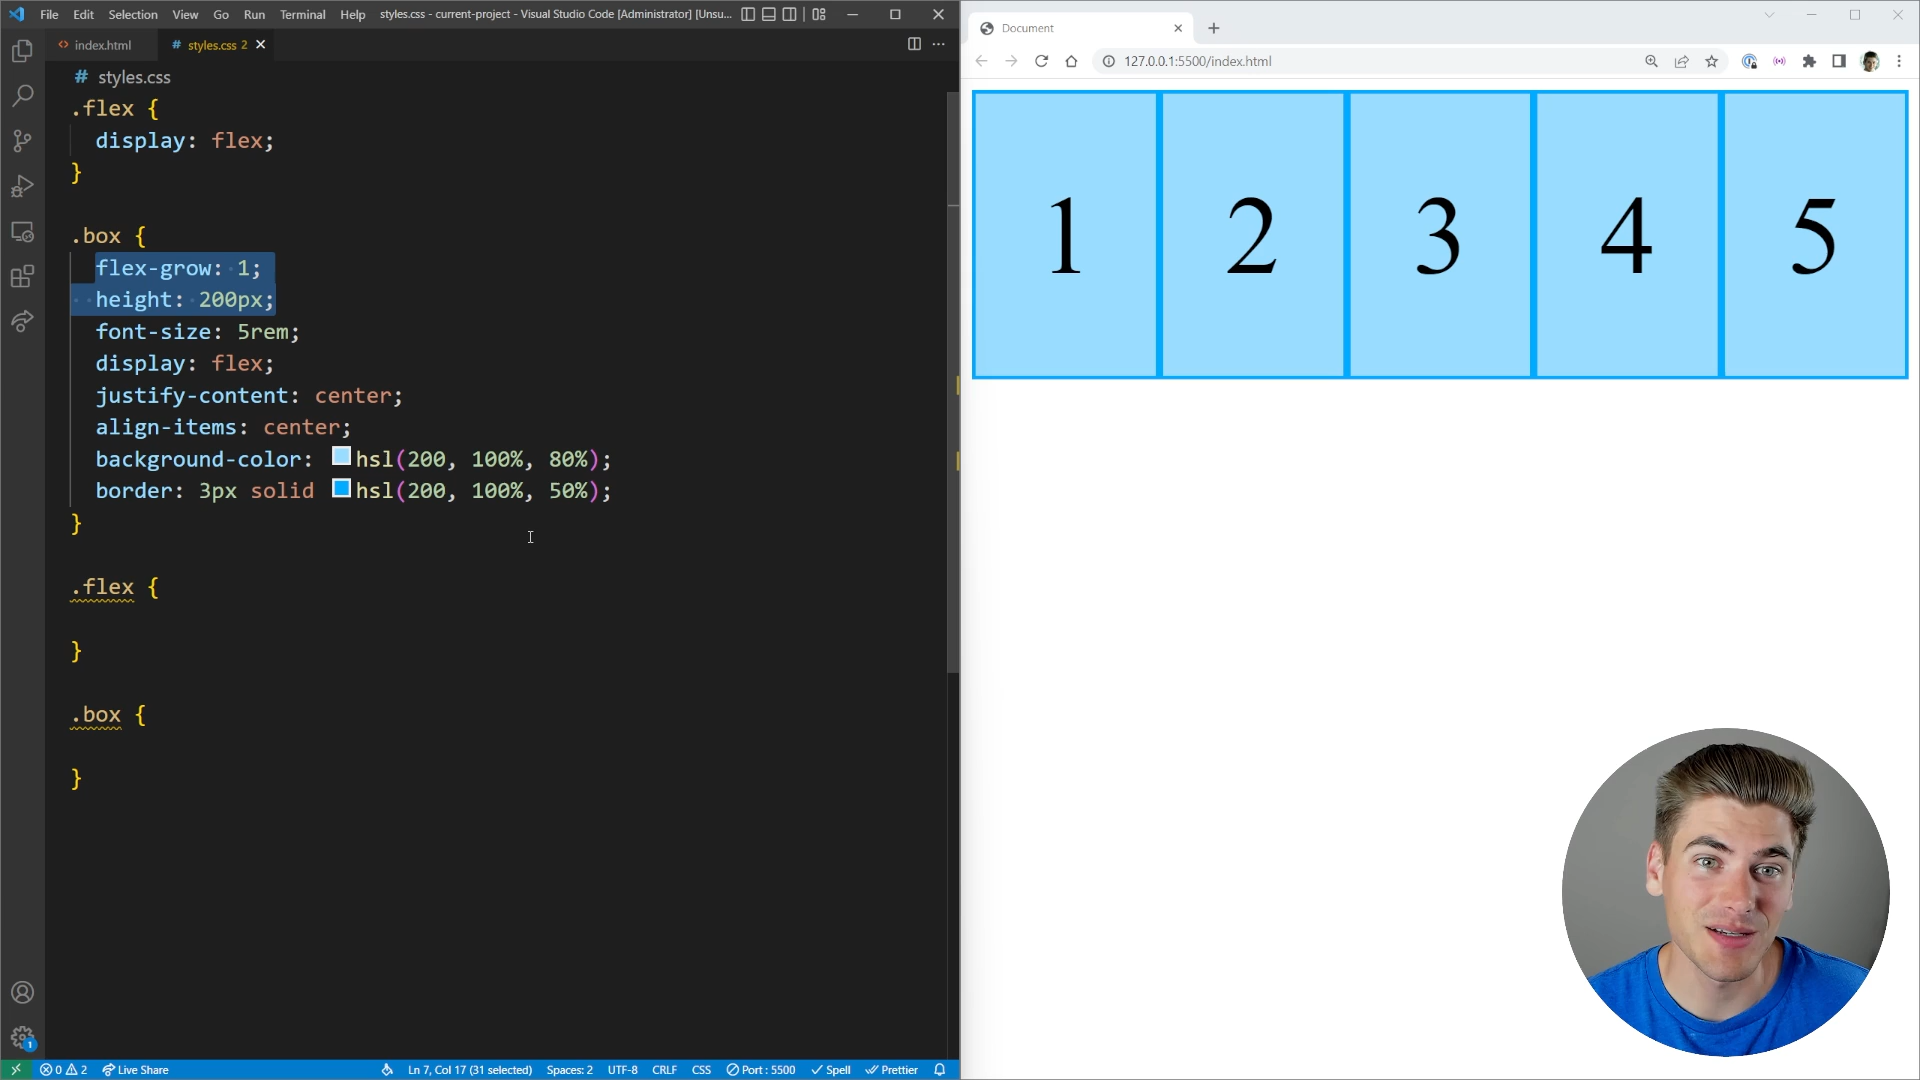 File Edit Selection View Go Run Terminal Help styles.css - current-project - Visual Studio Code [Administrator] [Unsu...
index.html
# styles.css 2
# styles.css
.flex {
display: flex;
}
.box {
flex-grow: 1;
height: 200px;
font-size: 5rem;
display: flex;
justify-content: center;
align-items: center;
background-color: hsl(200, 100%, 80%);
border: 3px solid hsl(200, 100%, 50%);
}
.flex {
}
.box {
}
1
0 2 Live Share Ln 7, Col 17 (31 selected) Spaces: 2 UTF-8 CRLF CSS Port : 5500 Spell Prettier
Document
127.0.0.1:5500/index.html
1 2 3 4 5